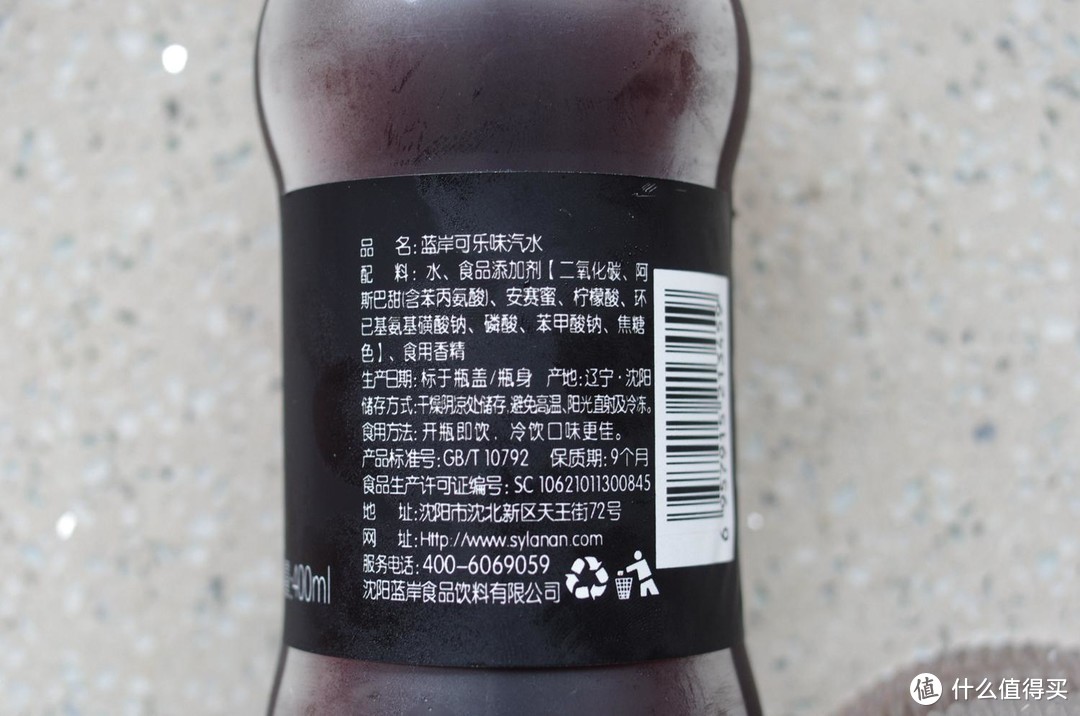 品 名:蓝岸可乐味汽水
配 料:水、食品添加剂【二氧化碳、阿
斯巴甜(含苯丙氨酸)、安赛蜜、柠檬酸、环
已基氨基磺酸钠、磷酸、苯甲酸钠、焦糖
色】、食用香精
生产日期:标于瓶盖/瓶身 产地:辽宁·沈阳
储存方式:干燥阴凉处储存,避免高温、阳光直射及冷冻。
食用方法:开瓶即饮,冷饮口味更佳。
产品标准号:GB/T 10792 保质期:9个月
食品生产许可证编号:SC 10621011300845
地 址:沈阳市沈北新区天王街72号
网 址:Http://www.sylanan.com
服务电话:400-6069059
沈阳蓝岸食品饮料有限公司
400ml
值 什么值得买